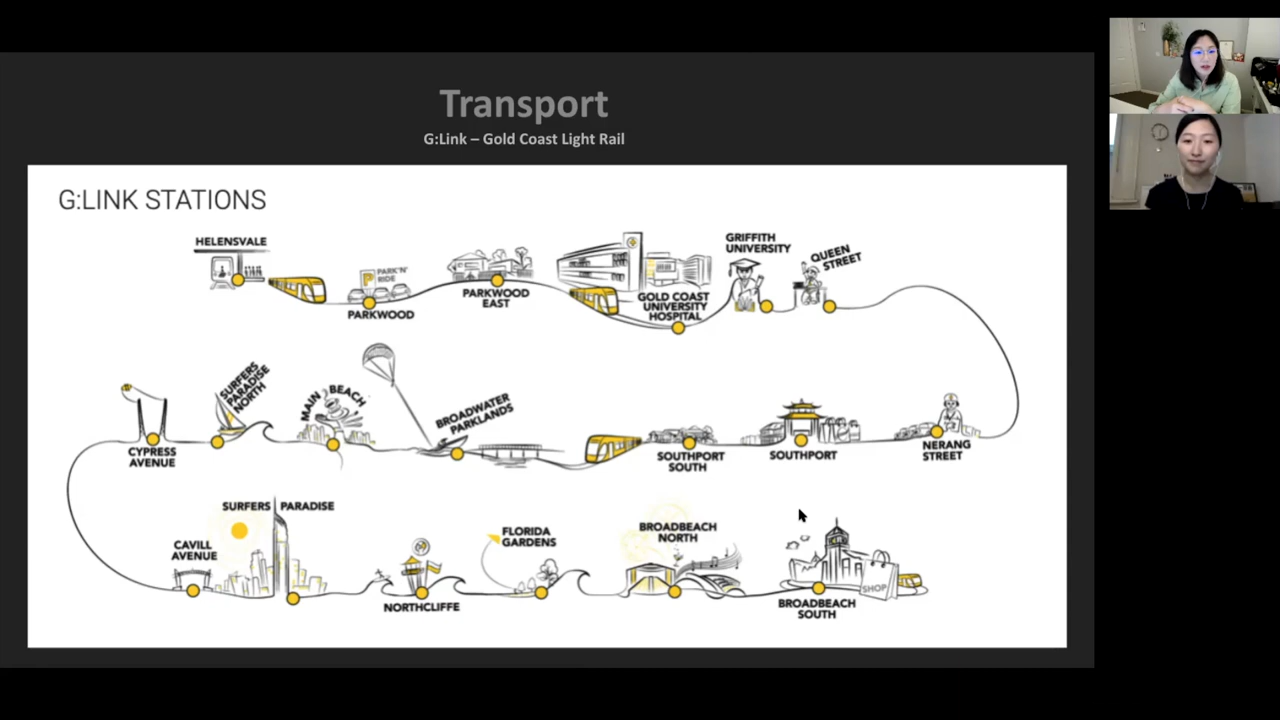 Transport
G:Link – Gold Coast Light Rail
G:LINK STATIONS
HELENSVALE
P PARK'N'
RIDE
PARKWOOD
PARKWOOD
EAST
GOLD COAST
UNIVERSITY
HOSPITAL
GRIFFITH
UNIVERSITY
QUEEN
STREET
CYPRESS
AVENUE
SURFERS
PARADISE
NORTH
MAIN BEACH
BROADWATER
PARKLANDS
SOUTHPORT
SOUTH
SOUTHPORT
NERANG
STREET
CAVILL
AVENUE
SURFERS PARADISE
NORTHCLIFFE
FLORIDA
GARDENS
BROADBEACH
NORTH
BROADBEACH
SOUTH
SHOP